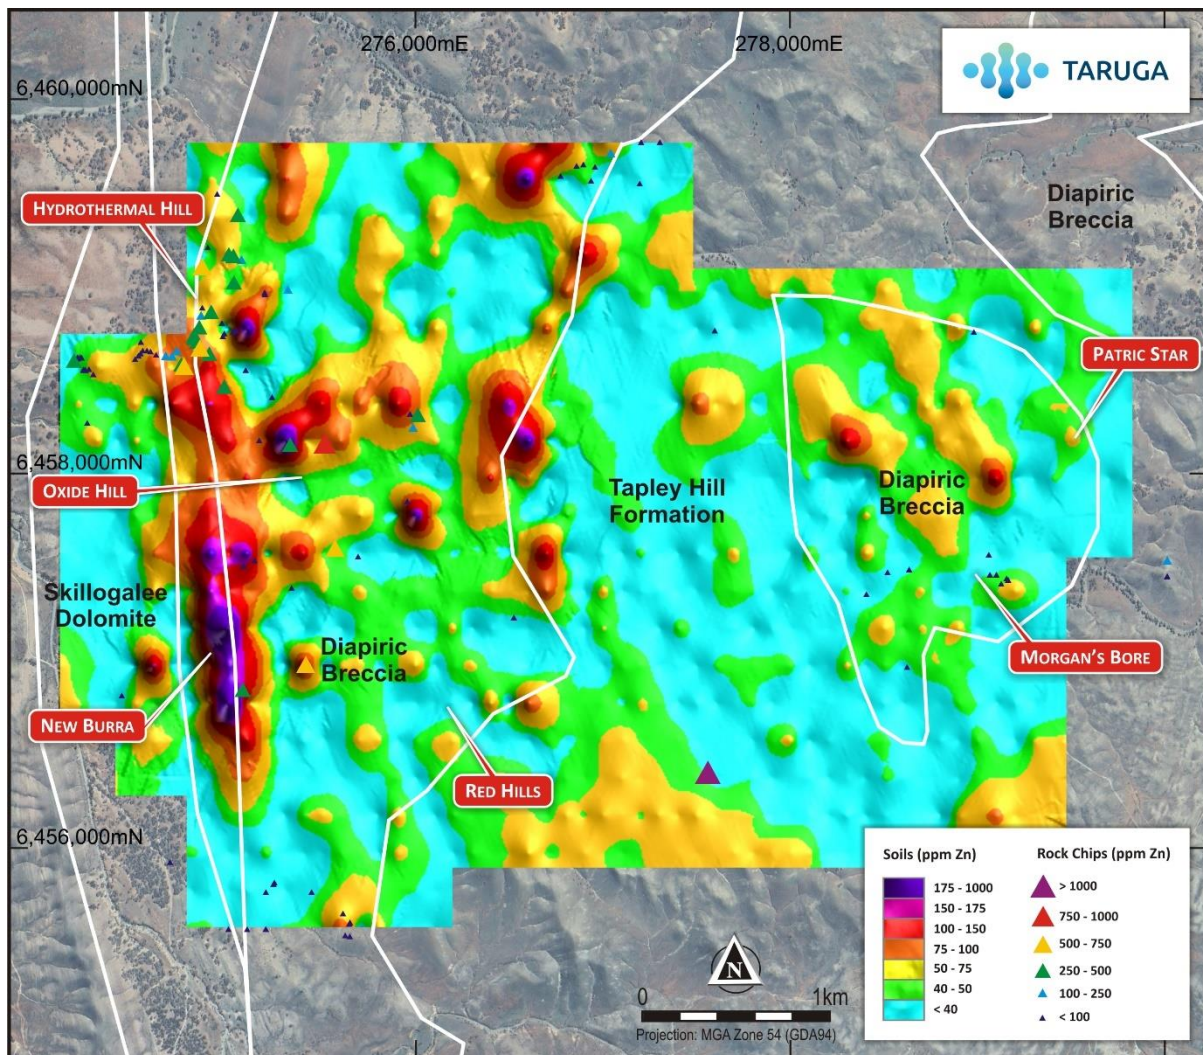 276,000mE
278,000mE
TARUGA
6,460,000mN
HYDROTHERMAL HILL
Diapiric
Breccia
PATRIC STAR
6,458,000mN
OXIDE HILL
Tapley Hill
Formation
Diapiric
Breccia
Skillogalee
Dolomite
Diapiric
Breccia
MORGAN'S BORE
NEW BURRA
RED HILLS
6,456,000mN
Soils (ppm Zn)
175 - 1000
150 - 175
100 - 150
75 - 100
50 - 75
40 - 50
< 40
Rock Chips (ppm Zn)
> 1000
750 - 1000
500 - 750
250 - 500
100 - 250
< 100
N
0
1km
Projection: MGA Zone 54 (GDA94)